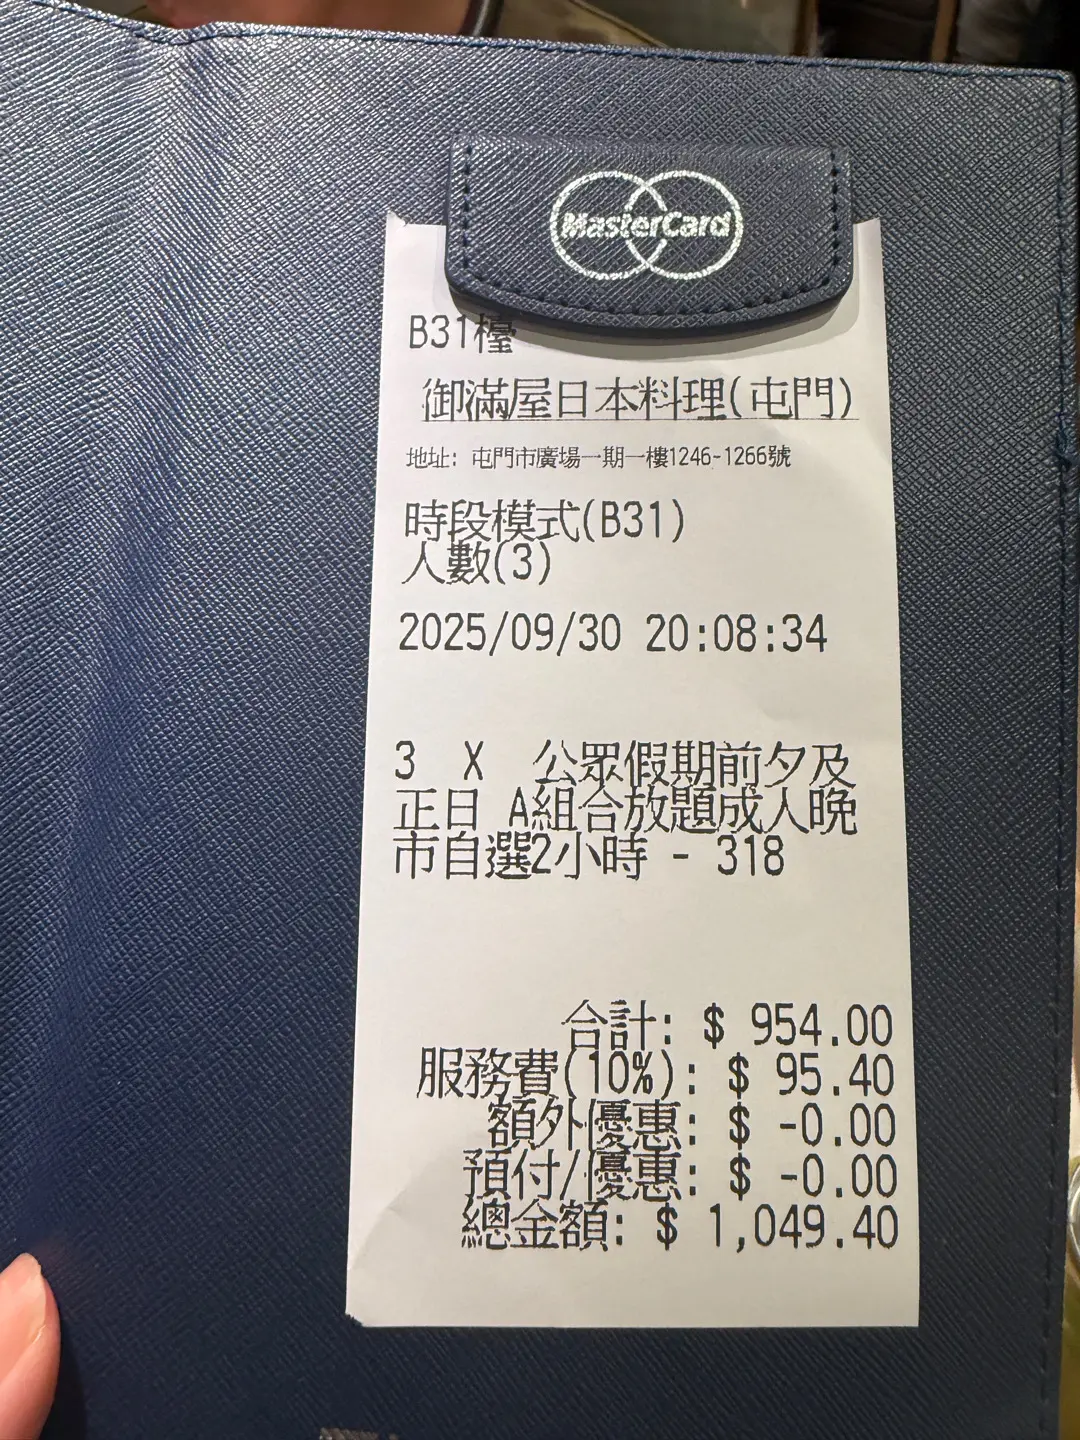 MasterCard
B31檯
御滿屋日本料理(屯門)
地址: 屯門市廣場一期一樓1246-1266號
時段模式(B31)
人數(3)
2025/09/30 20:08:34
3 X 公眾假期前夕及
正日 A組合放題成人晚
市自選2小時 - 318
合計: $ 954.00
服務費(10%): $ 95.40
額外優惠: $ -0.00
預付/優惠: $ -0.00
總金額: $ 1,049.40